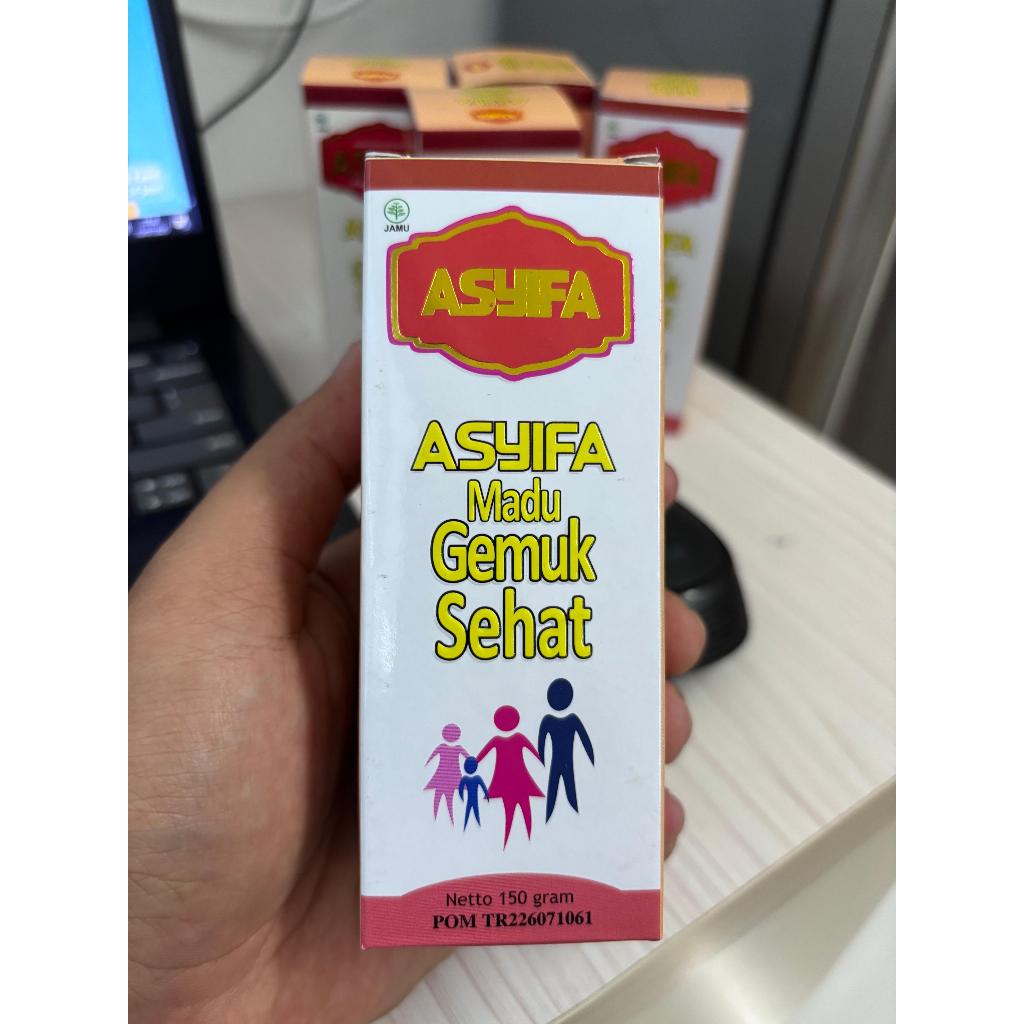 JAMU
ASYIFA
ASYIFA
Madu
Gemuk
Sehat
Netto 150 gram
POM TR226071061